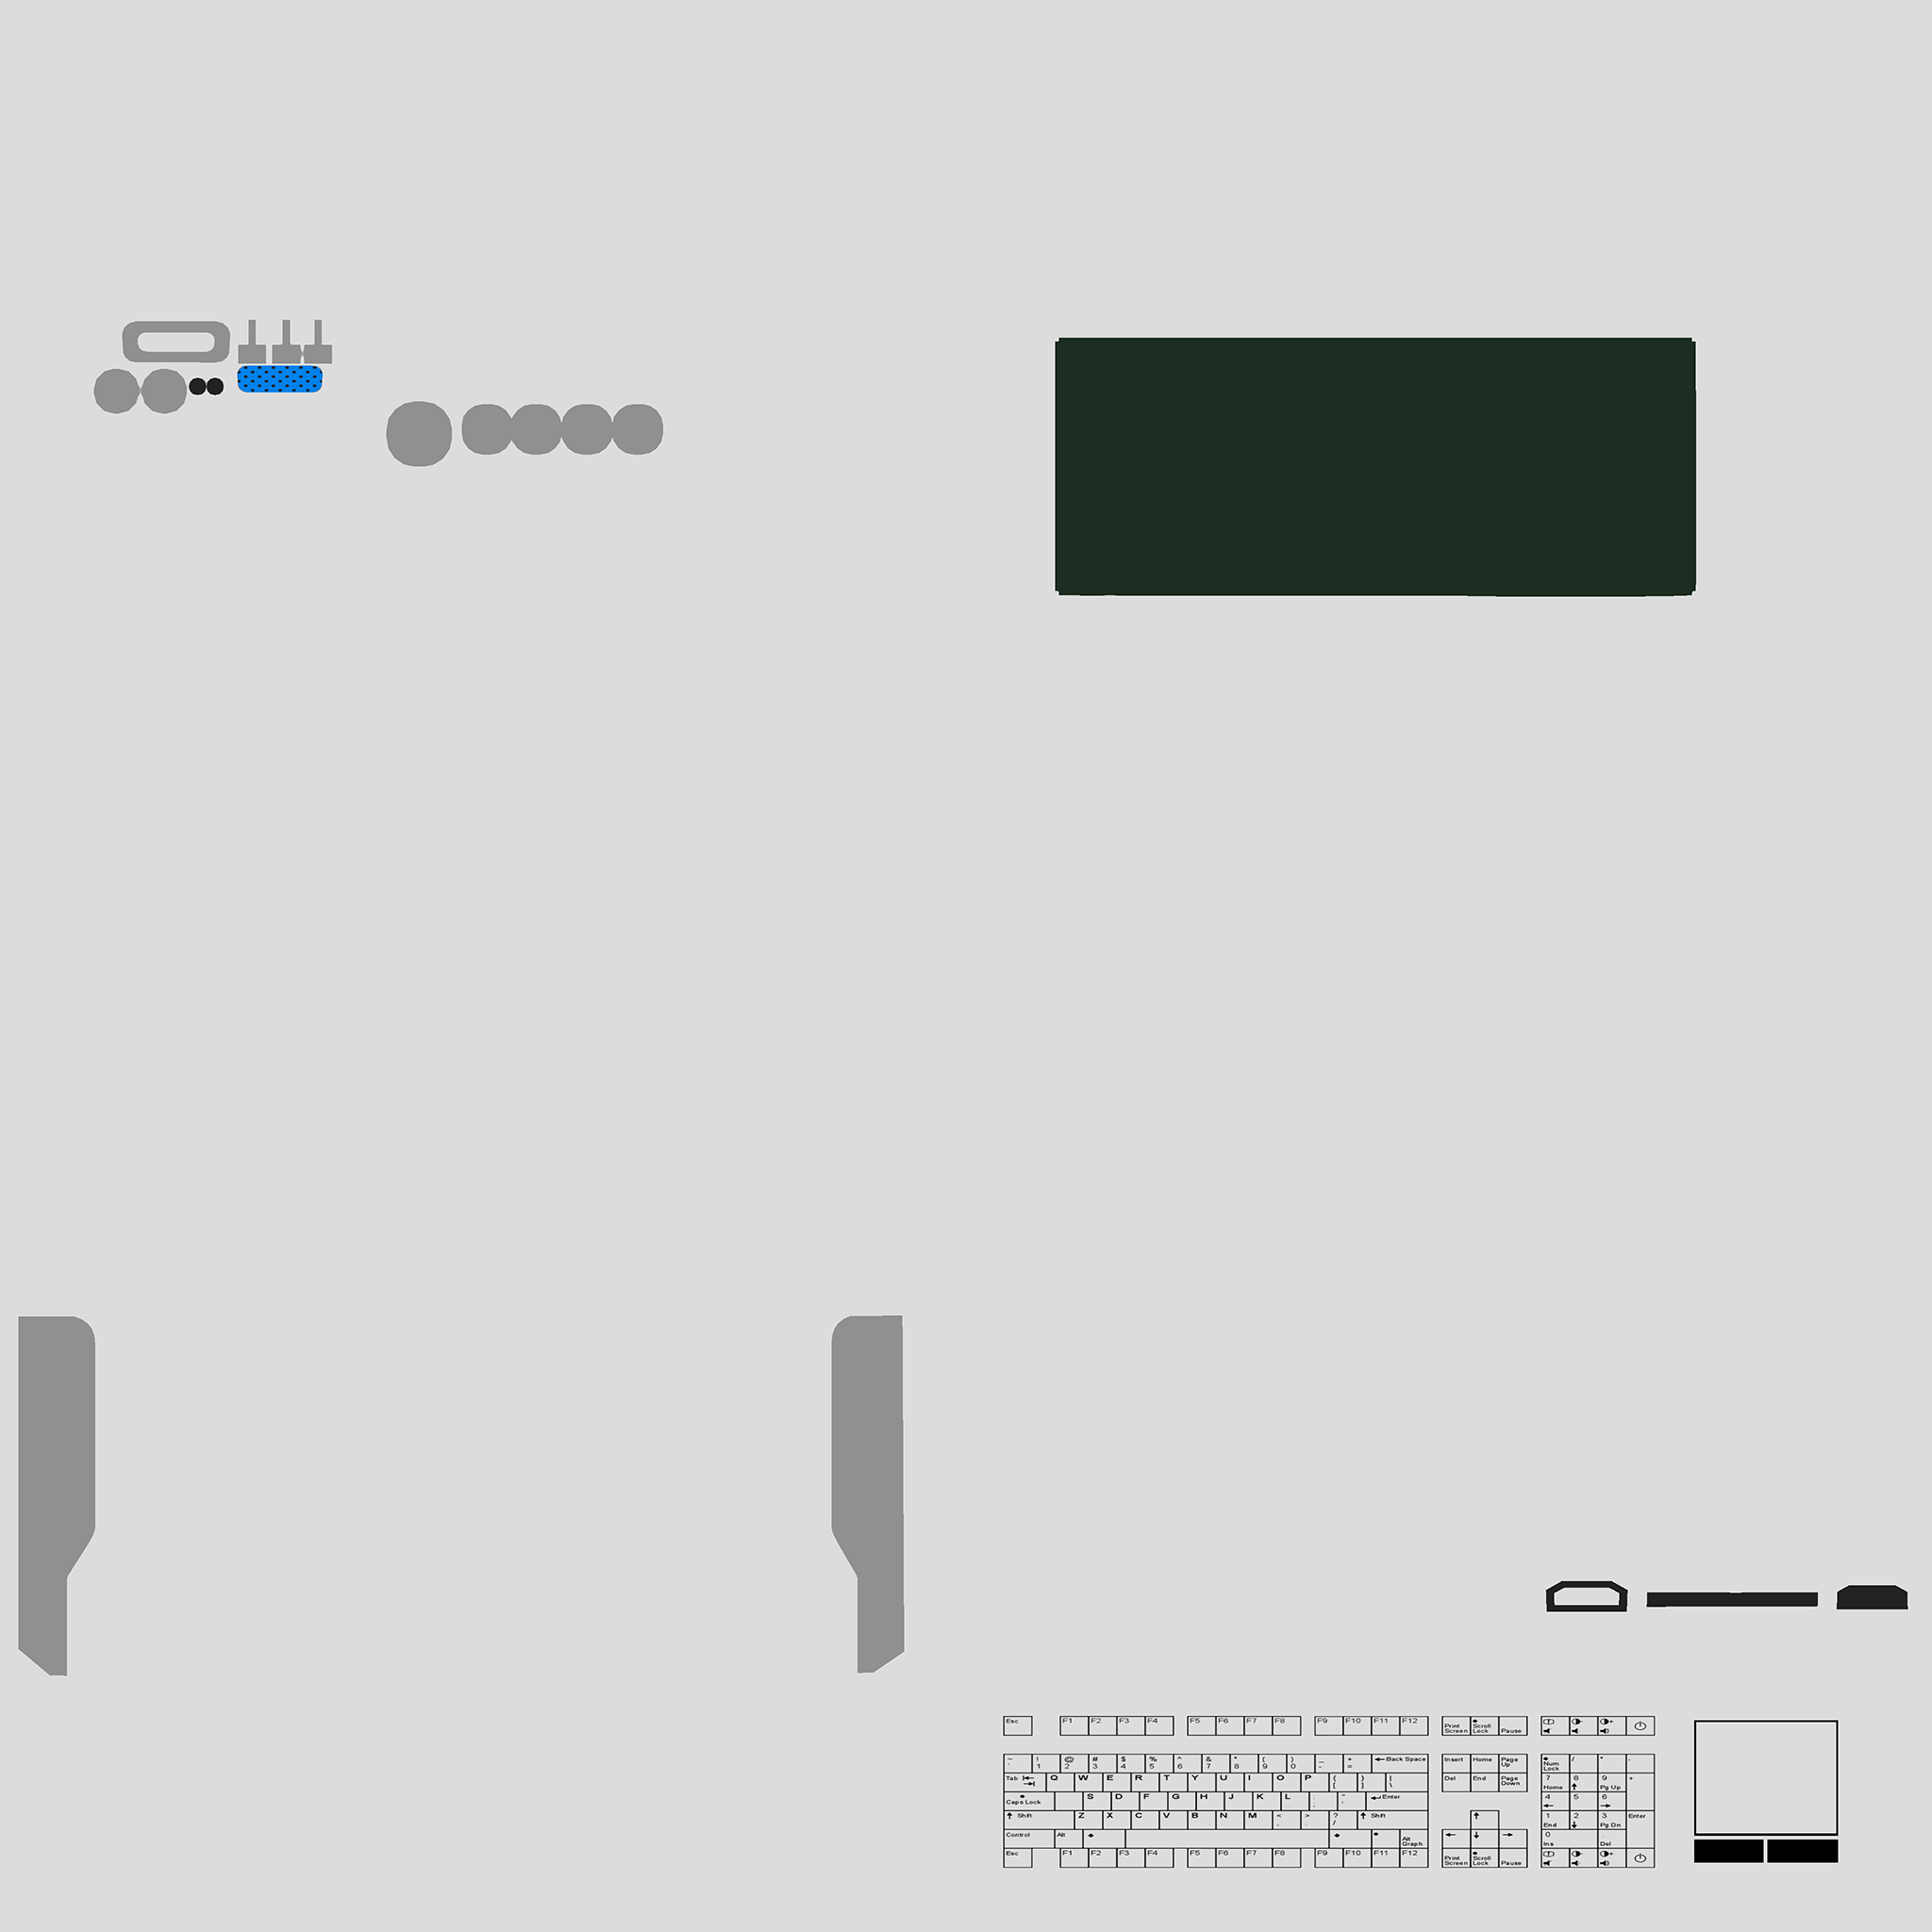 Esc F1 F2 F3 F4 F5 F6 F7 F8 F9 F10 F11 F12 Print Screen Scroll Lock Pause
~ ! @ # $ % ^ & * ( ) _ + ← Back Space Insert Home Page Up Num Lock / * -
` 1 2 3 4 5 6 7 8 9 0 - =
Tab Q W E R T Y U I O P { [ } ] | \ Del End Page Down 7 Home 8 ↑ 9 Pg Up +
Caps Lock S D F G H J K L : ; " ' Enter 4 ← 5 6 →
↑ Shift Z X C V B N M < , > . ? / ↑ Shift ↑ 1 End 2 ↓ 3 Pg Dn Enter
Control Alt Alt Graph ← ↓ → 0 Ins Del
Esc F1 F2 F3 F4 F5 F6 F7 F8 F9 F10 F11 F12 Print Screen Scroll Lock Pause